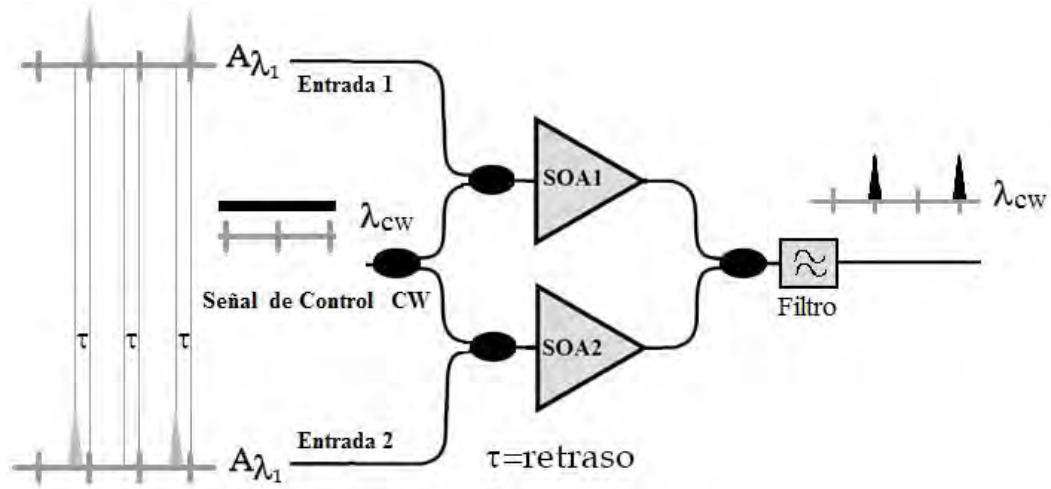 Aλ₁
Entrada 1
SOA1
λcw
λcw
Señal de Control CW
Filtro
SOA2
τ τ τ
Entrada 2
Aλ₁
τ=retraso